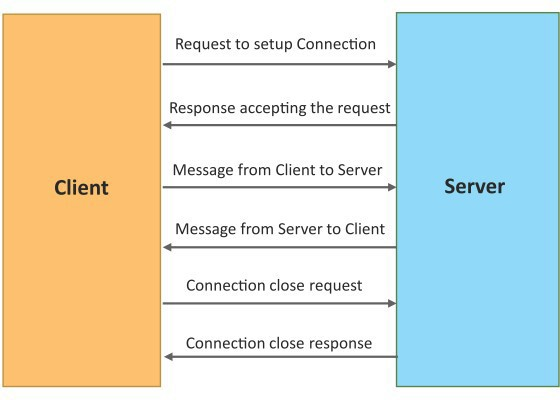 Request to setup Connection
Response accepting the request
Message from Client to Server
Client
Server
Message from Server to Client
Connection close request
Connection close response